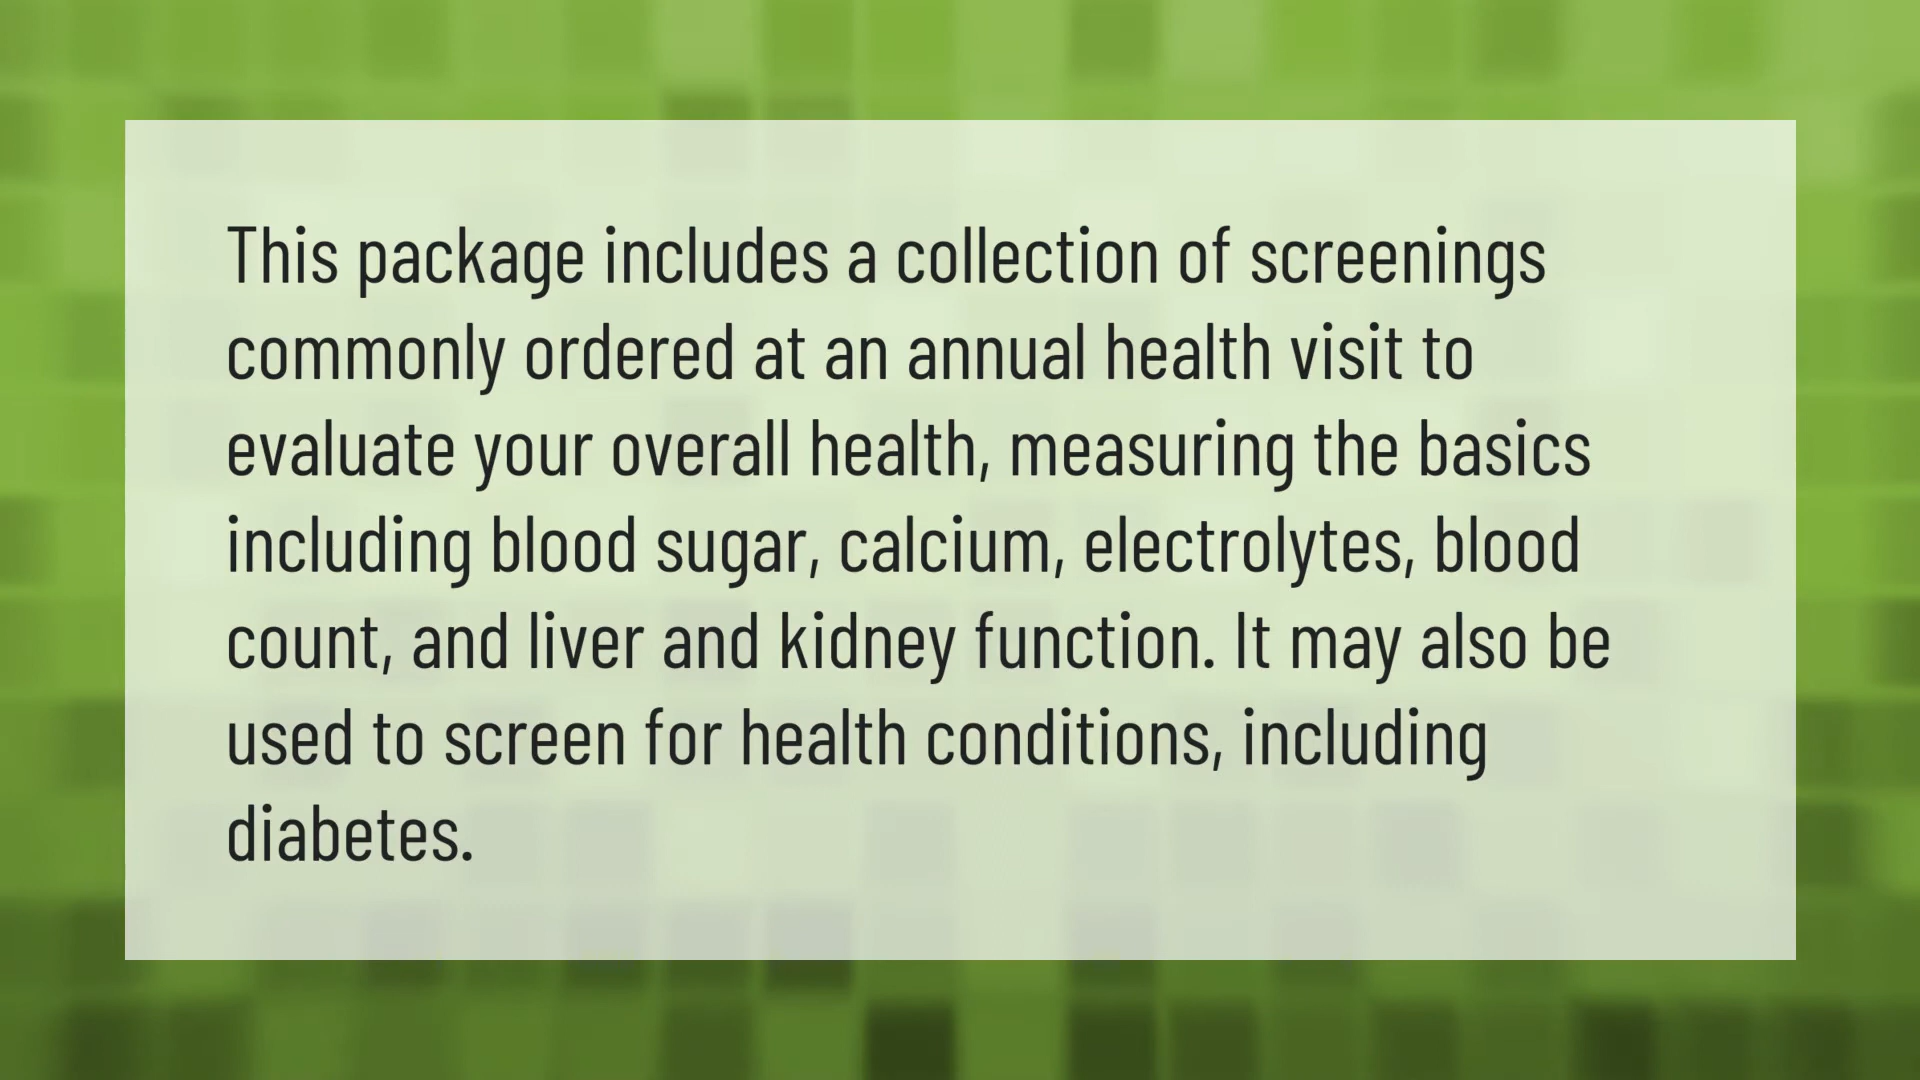 This package includes a collection of screenings
commonly ordered at an annual health visit to
evaluate your overall health, measuring the basics
including blood sugar, calcium, electrolytes, blood
count, and liver and kidney function. It may also be
used to screen for health conditions, including
diabetes.